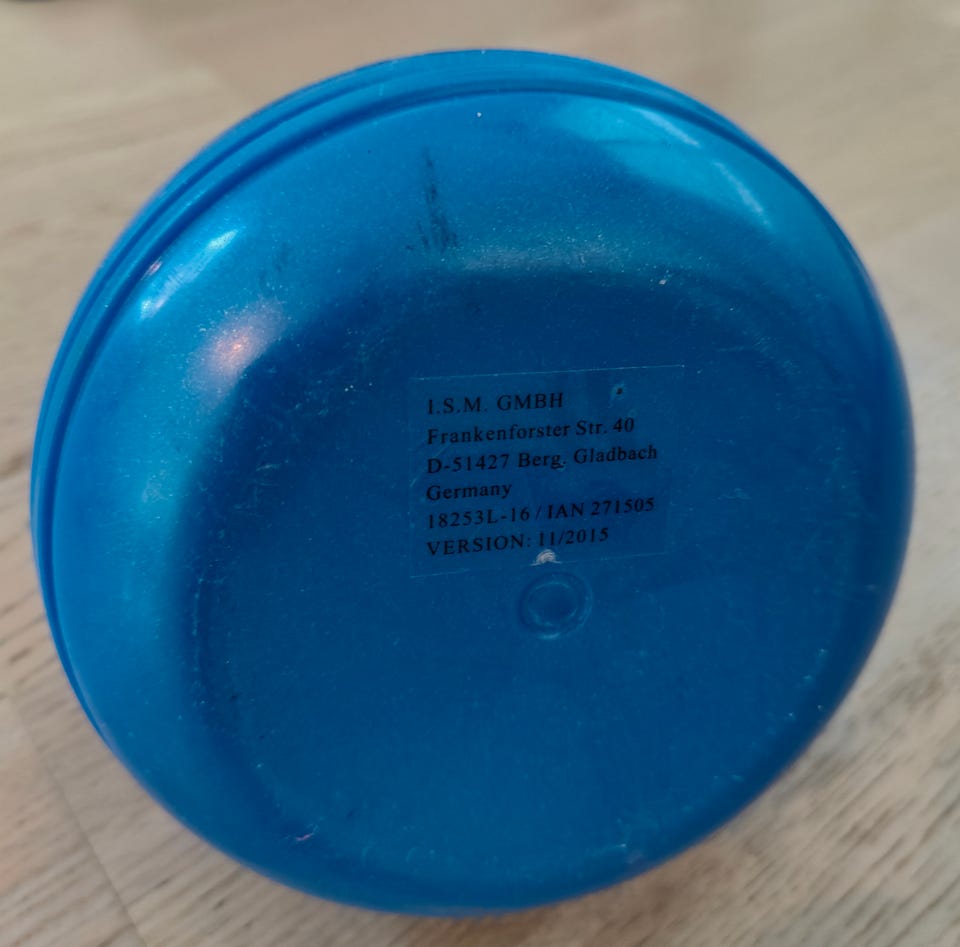 I.S.M. GMBH
Frankenforster Str. 40
D-51427 Berg. Gladbach
Germany
18253L-16 / IAN 271505
VERSION: 11/2015